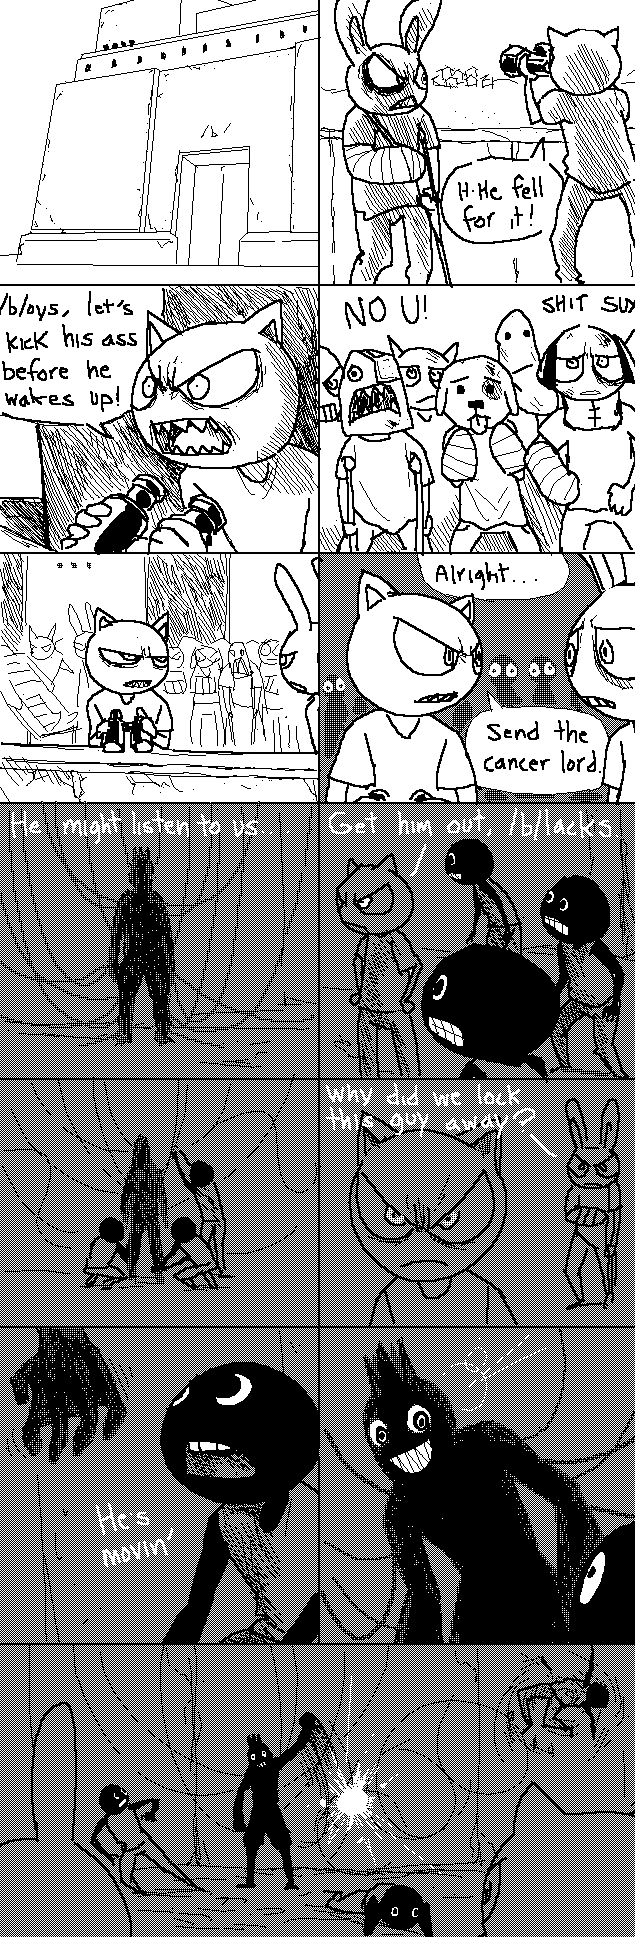 /b/
H-He fell
for it!
/b/oys, let's
kick his ass
before he
wakes up!
NO U!
SHIT SUX
Alright...
Send the
cancer lord.
He might listen to us.
Get him out, /b/lacks.
Why did we lock
this guy away?
He's
movin'